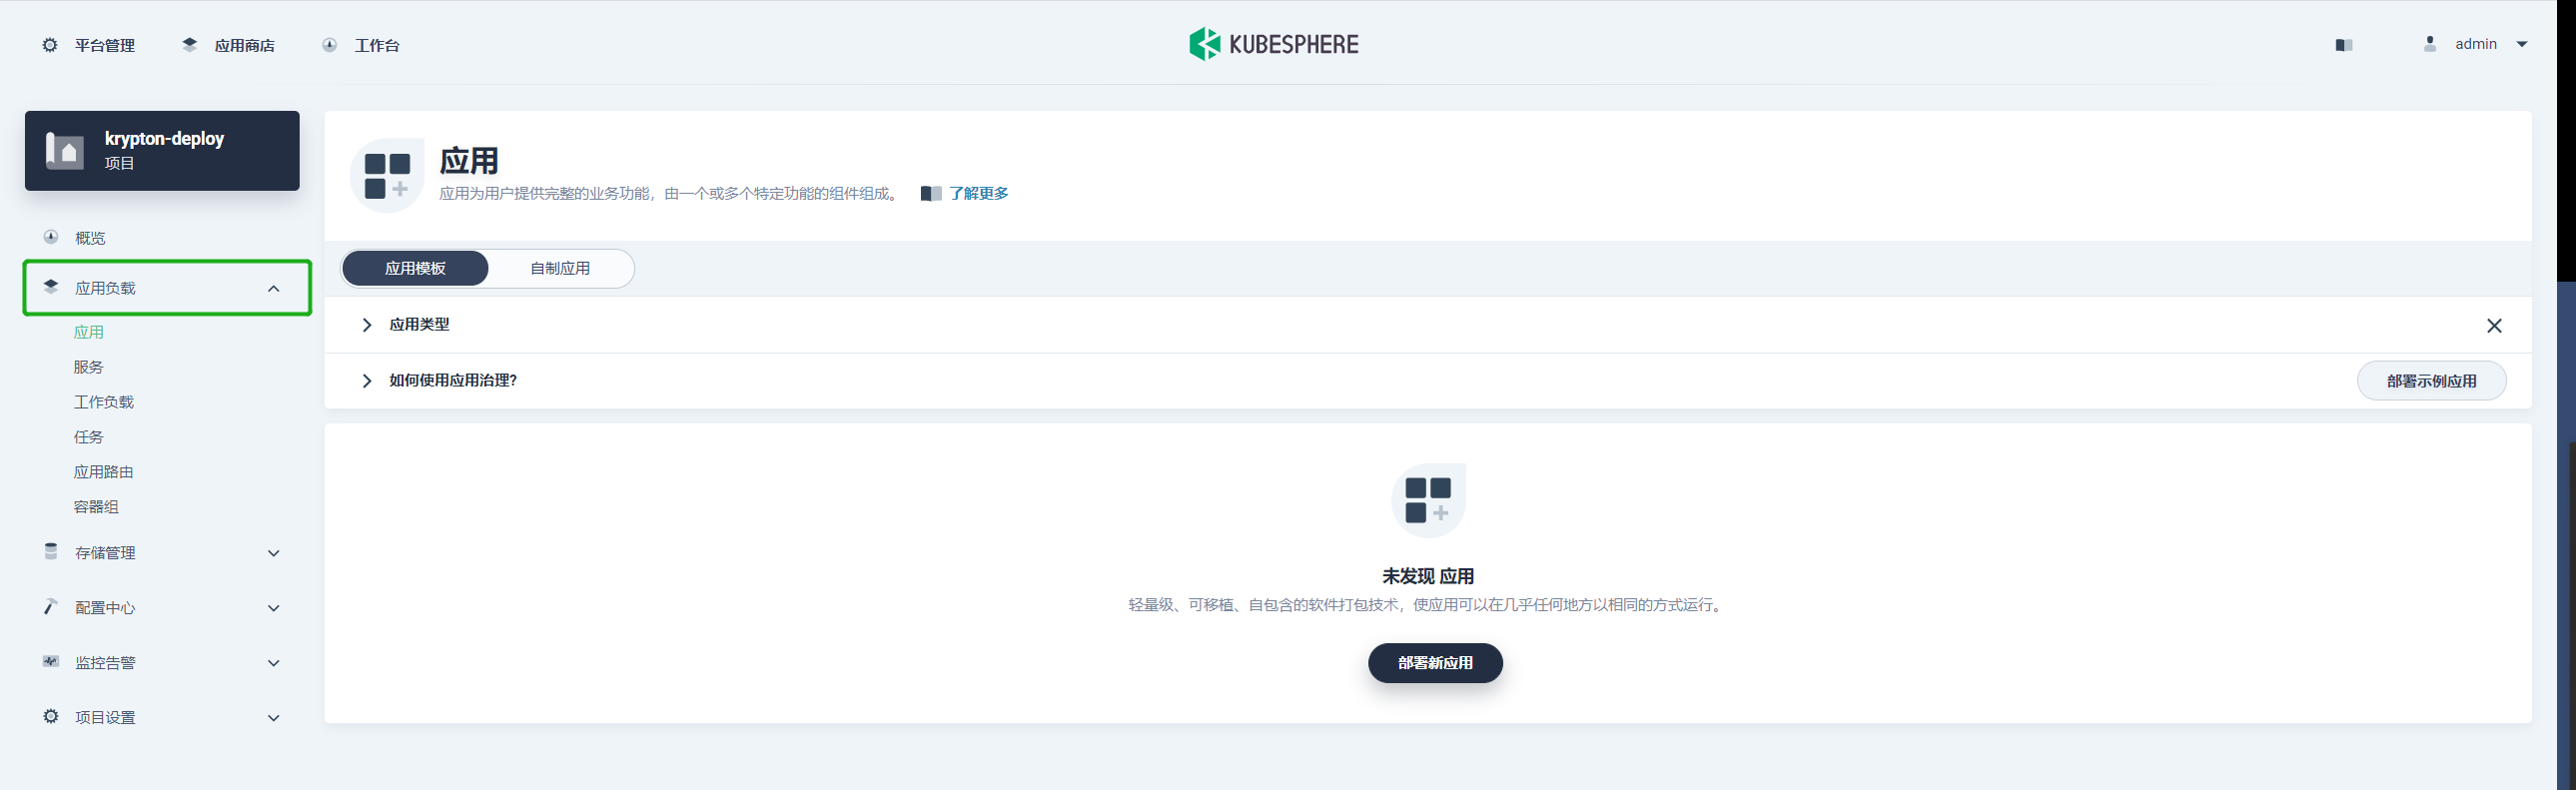 平台管理
应用商店
工作台
KUBESPHERE
admin
krypton-deploy
项目
概览
应用负载
应用
服务
工作负载
任务
应用路由
容器组
存储管理
配置中心
监控告警
项目设置
应用
应用为用户提供完整的业务功能，由一个或多个特定功能的组件组成。
了解更多
应用模板
自制应用
应用类型
如何使用应用治理?
部署示例应用
未发现 应用
轻量级、可移植、自包含的软件打包技术，使应用可以在几乎任何地方以相同的方式运行。
部署新应用